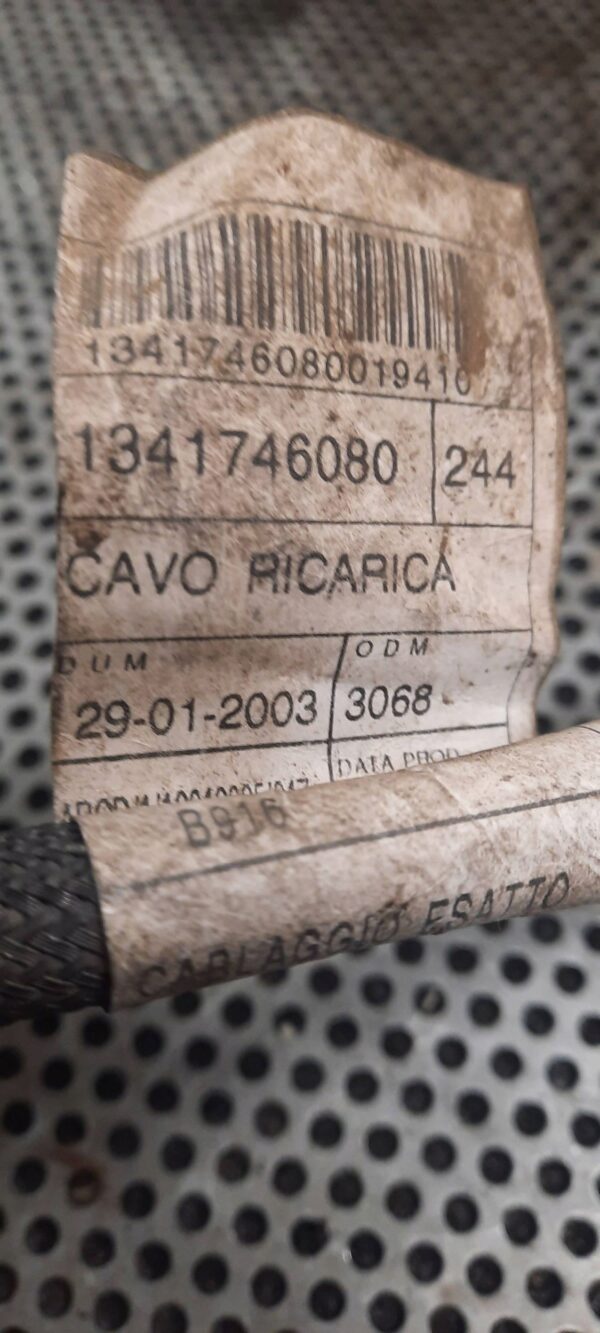 1341746080019410
1341746080 244
CAVO RICARICA
DUM ODM
29-01-2003 3068
DATA PROD
B916
CABLAGGIO ESATTO